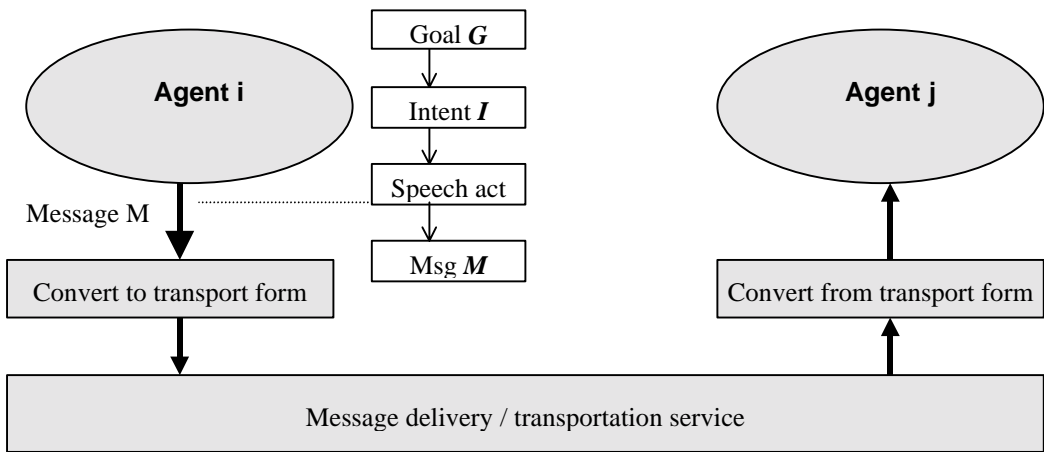 Goal G
Agent i
Agent j
Intent I
Speech act
Message M
Msg M
Convert to transport form
Convert from transport form
Message delivery / transportation service